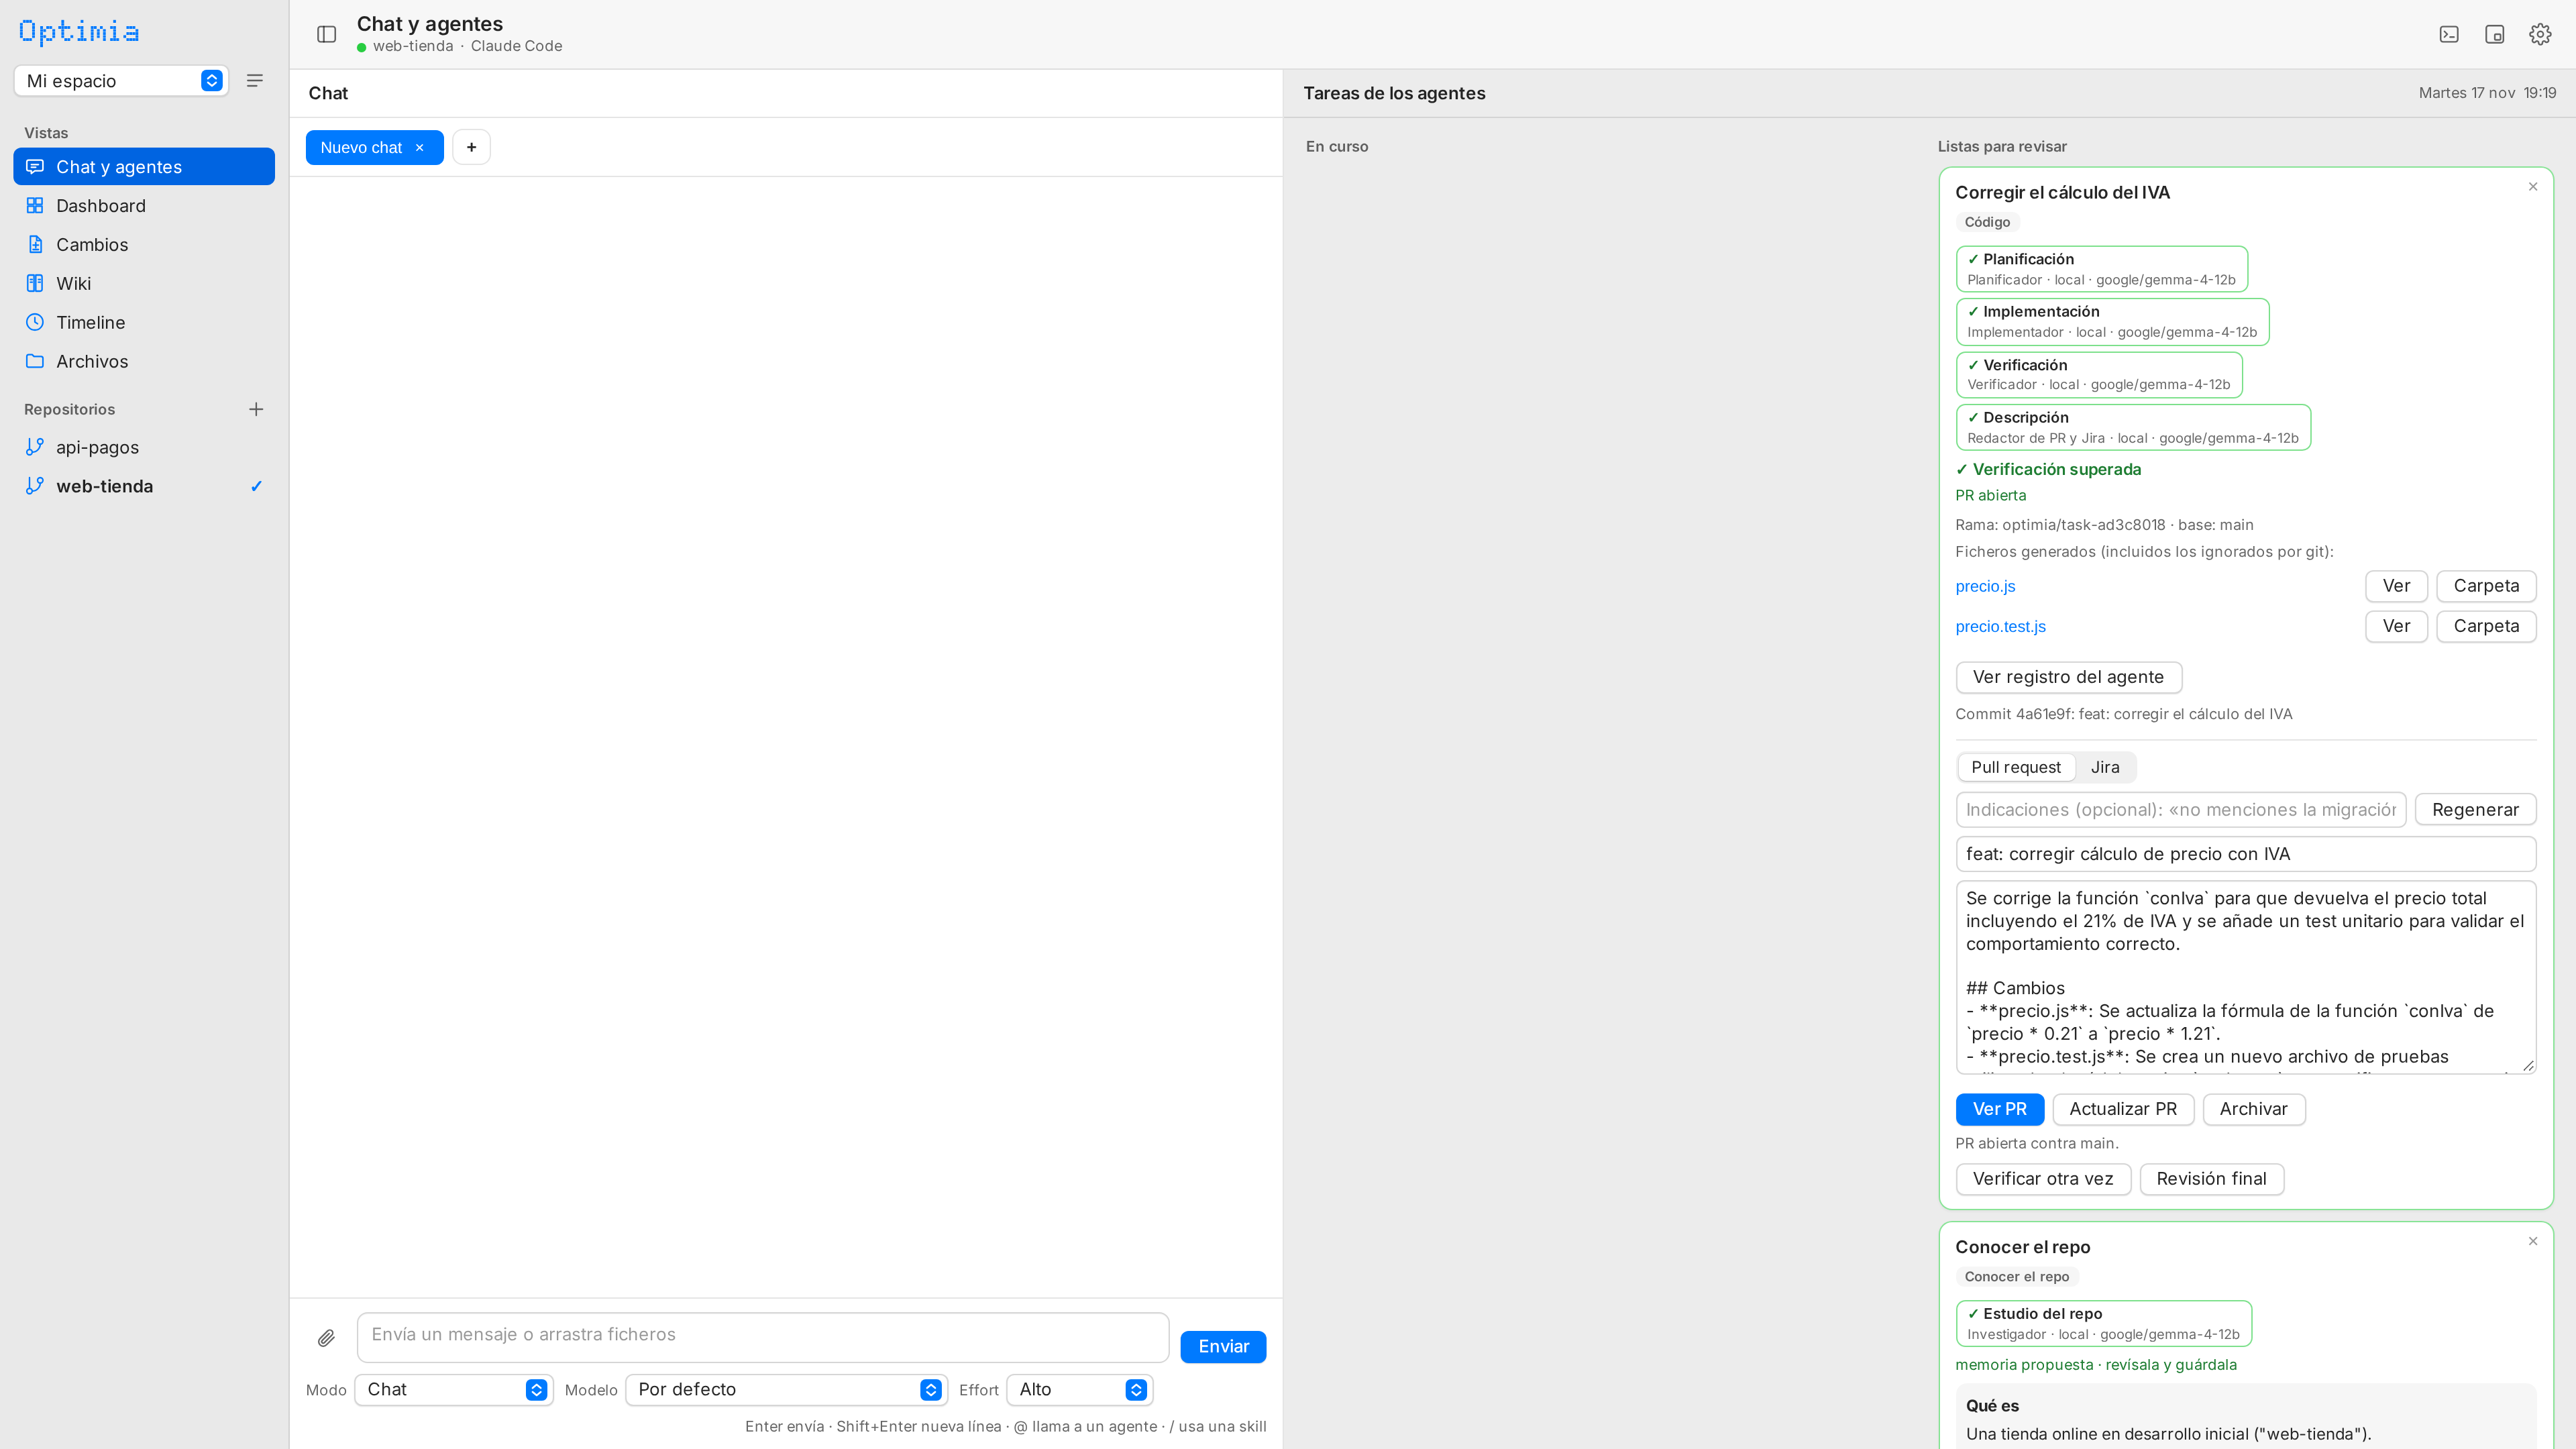 Optimia
Mi espacio
Vistas
Chat y agentes
Dashboard
Cambios
Wiki
Timeline
Archivos
Repositorios
api-pagos
web-tienda ✓
Chat y agentes
web-tienda · Claude Code
Chat
Nuevo chat ×
+
Envía un mensaje o arrastra ficheros
Enviar
Modo Chat Modelo Por defecto Effort Alto
Enter envía · Shift+Enter nueva línea · @ llama a un agente · / usa una skill
Tareas de los agentes
Martes 17 nov 19:19
En curso
Listas para revisar
Corregir el cálculo del IVA ×
Código
✓ Planificación
Planificador · local · google/gemma-4-12b
✓ Implementación
Implementador · local · google/gemma-4-12b
✓ Verificación
Verificador · local · google/gemma-4-12b
✓ Descripción
Redactor de PR y Jira · local · google/gemma-4-12b
✓ Verificación superada
PR abierta
Rama: optimia/task-ad3c8018 · base: main
Ficheros generados (incluidos los ignorados por git):
precio.js Ver Carpeta
precio.test.js Ver Carpeta
Ver registro del agente
Commit 4a61e9f: feat: corregir el cálculo del IVA
Pull request Jira
Indicaciones (opcional): «no menciones la migración Regenerar
feat: corregir cálculo de precio con IVA
Se corrige la función `conIva` para que devuelva el precio total
incluyendo el 21% de IVA y se añade un test unitario para validar el
comportamiento correcto.
## Cambios
- **precio.js**: Se actualiza la fórmula de la función `conIva` de
`precio * 0.21` a `precio * 1.21`.
- **precio.test.js**: Se crea un nuevo archivo de pruebas
Ver PR Actualizar PR Archivar
PR abierta contra main.
Verificar otra vez Revisión final
Conocer el repo ×
Conocer el repo
✓ Estudio del repo
Investigador · local · google/gemma-4-12b
memoria propuesta · revísala y guárdala
Qué es
Una tienda online en desarrollo inicial ("web-tienda").